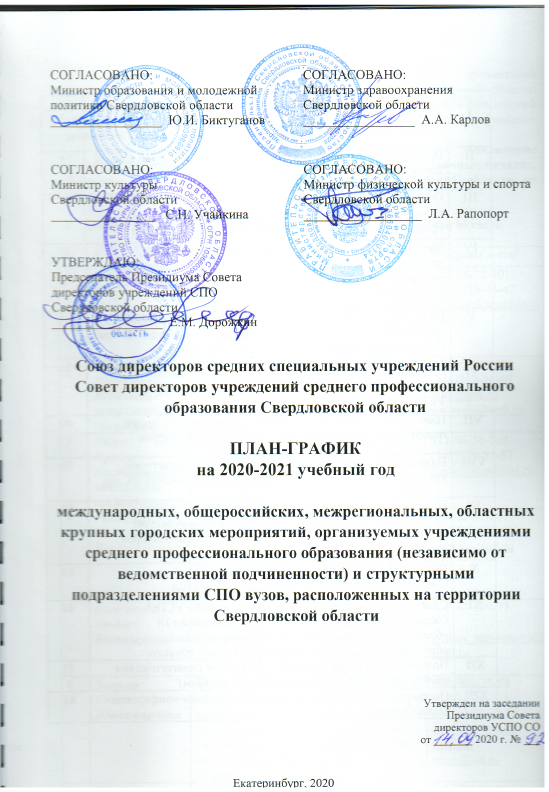 СОГЛАСОВАНО:
Министр образования и молодежной
политики Свердловской области
Ю.И. Биктуганов
СОГЛАСОВАНО:
Министр здравоохранения
Свердловской области
А.А. Карлов
СОГЛАСОВАНО:
Министр культуры
Свердловской области
С.Н. Учайкина
СОГЛАСОВАНО:
Министр физической культуры и спорта
Свердловской области
Л.А. Рапопорт
УТВЕРЖДАЮ:
Председатель Президиума Совета
директоров учреждений СПО
Свердловской области
Е.М. Дорожкин
Союз директоров средних специальных учреждений России
Совет директоров учреждений среднего профессионального
образования Свердловской области
ПЛАН-ГРАФИК
на 2020-2021 учебный год
международных, общероссийских, межрегиональных, областных
крупных городских мероприятий, организуемых учреждениями
среднего профессионального образования (независимо от
ведомственной подчиненности) и структурными
подразделениями СПО вузов, расположенных на территории
Свердловской области
Утвержден на заседании
Президиума Совета
директоров УСПО СО
от 14.09 2020 г. № 92
Екатеринбург, 2020